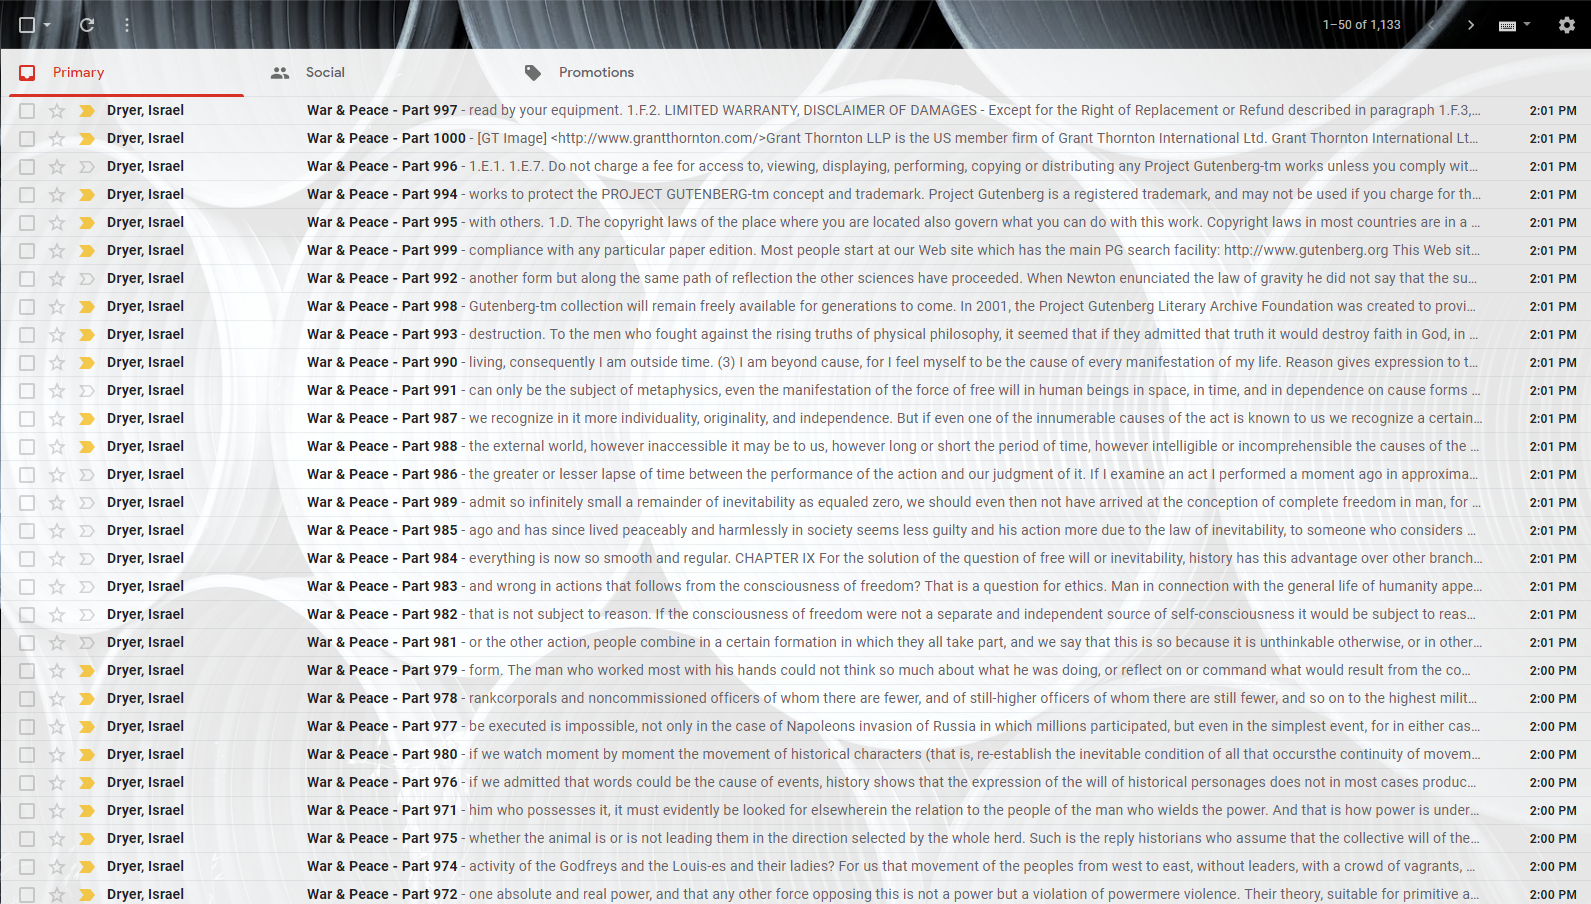 1–50 of 1,133
Primary Social Promotions
Dryer, Israel War & Peace - Part 997 - read by your equipment. 1.F.2. LIMITED WARRANTY, DISCLAIMER OF DAMAGES - Except for the Right of Replacement or Refund described in paragraph 1.F.3,... 2:01 PM
Dryer, Israel War & Peace - Part 1000 - [GT Image] <http://www.grantthornton.com/>Grant Thornton LLP is the US member firm of Grant Thornton International Ltd. Grant Thornton International Lt... 2:01 PM
Dryer, Israel War & Peace - Part 996 - 1.E.1. 1.E.7. Do not charge a fee for access to, viewing, displaying, performing, copying or distributing any Project Gutenberg-tm works unless you comply wit... 2:01 PM
Dryer, Israel War & Peace - Part 994 - works to protect the PROJECT GUTENBERG-tm concept and trademark. Project Gutenberg is a registered trademark, and may not be used if you charge for th... 2:01 PM
Dryer, Israel War & Peace - Part 995 - with others. 1.D. The copyright laws of the place where you are located also govern what you can do with this work. Copyright laws in most countries are in a ... 2:01 PM
Dryer, Israel War & Peace - Part 999 - compliance with any particular paper edition. Most people start at our Web site which has the main PG search facility: http://www.gutenberg.org This Web sit... 2:01 PM
Dryer, Israel War & Peace - Part 992 - another form but along the same path of reflection the other sciences have proceeded. When Newton enunciated the law of gravity he did not say that the su... 2:01 PM
Dryer, Israel War & Peace - Part 998 - Gutenberg-tm collection will remain freely available for generations to come. In 2001, the Project Gutenberg Literary Archive Foundation was created to provi... 2:01 PM
Dryer, Israel War & Peace - Part 993 - destruction. To the men who fought against the rising truths of physical philosophy, it seemed that if they admitted that truth it would destroy faith in God, in ... 2:01 PM
Dryer, Israel War & Peace - Part 990 - living, consequently I am outside time. (3) I am beyond cause, for I feel myself to be the cause of every manifestation of my life. Reason gives expression to t... 2:01 PM
Dryer, Israel War & Peace - Part 991 - can only be the subject of metaphysics, even the manifestation of the force of free will in human beings in space, in time, and in dependence on cause forms ... 2:01 PM
Dryer, Israel War & Peace - Part 987 - we recognize in it more individuality, originality, and independence. But if even one of the innumerable causes of the act is known to us we recognize a certain... 2:01 PM
Dryer, Israel War & Peace - Part 988 - the external world, however inaccessible it may be to us, however long or short the period of time, however intelligible or incomprehensible the causes of the ... 2:01 PM
Dryer, Israel War & Peace - Part 986 - the greater or lesser lapse of time between the performance of the action and our judgment of it. If I examine an act I performed a moment ago in approxima... 2:01 PM
Dryer, Israel War & Peace - Part 989 - admit so infinitely small a remainder of inevitability as equaled zero, we should even then not have arrived at the conception of complete freedom in man, for ... 2:01 PM
Dryer, Israel War & Peace - Part 985 - ago and has since lived peaceably and harmlessly in society seems less guilty and his action more due to the law of inevitability, to someone who considers ... 2:01 PM
Dryer, Israel War & Peace - Part 984 - everything is now so smooth and regular. CHAPTER IX For the solution of the question of free will or inevitability, history has this advantage over other branch... 2:01 PM
Dryer, Israel War & Peace - Part 983 - and wrong in actions that follows from the consciousness of freedom? That is a question for ethics. Man in connection with the general life of humanity appe... 2:01 PM
Dryer, Israel War & Peace - Part 982 - that is not subject to reason. If the consciousness of freedom were not a separate and independent source of self-consciousness it would be subject to reas... 2:01 PM
Dryer, Israel War & Peace - Part 981 - or the other action, people combine in a certain formation in which they all take part, and we say that this is so because it is unthinkable otherwise, or in other... 2:01 PM
Dryer, Israel War & Peace - Part 979 - form. The man who worked most with his hands could not think so much about what he was doing, or reflect on or command what would result from the co... 2:00 PM
Dryer, Israel War & Peace - Part 978 - rankcorporals and noncommissioned officers of whom there are fewer, and of still-higher officers of whom there are still fewer, and so on to the highest milit... 2:00 PM
Dryer, Israel War & Peace - Part 977 - be executed is impossible, not only in the case of Napoleons invasion of Russia in which millions participated, but even in the simplest event, for in either cas... 2:00 PM
Dryer, Israel War & Peace - Part 980 - if we watch moment by moment the movement of historical characters (that is, re-establish the inevitable condition of all that occursthe continuity of movem... 2:00 PM
Dryer, Israel War & Peace - Part 976 - if we admitted that words could be the cause of events, history shows that the expression of the will of historical personages does not in most cases produc... 2:00 PM
Dryer, Israel War & Peace - Part 971 - him who possesses it, it must evidently be looked for elsewherein the relation to the people of the man who wields the power. And that is how power is under... 2:00 PM
Dryer, Israel War & Peace - Part 975 - whether the animal is or is not leading them in the direction selected by the whole herd. Such is the reply historians who assume that the collective will of the... 2:00 PM
Dryer, Israel War & Peace - Part 974 - activity of the Godfreys and the Louis-es and their ladies? For us that movement of the peoples from west to east, without leaders, with a crowd of vagrants, ... 2:00 PM
Dryer, Israel War & Peace - Part 972 - one absolute and real power, and that any other force opposing this is not a power but a violation of powermere violence. Their theory, suitable for primitive a... 2:00 PM